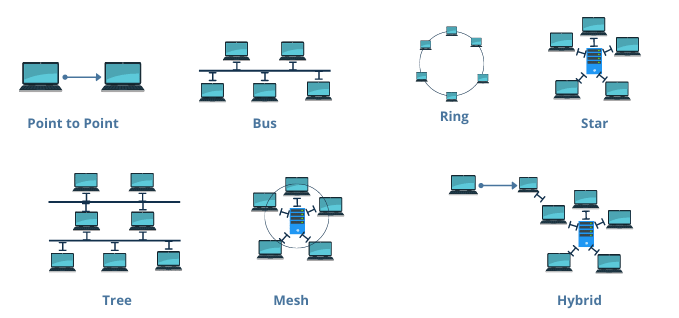 Point to Point
Bus
Ring
Star
Tree
Mesh
Hybrid